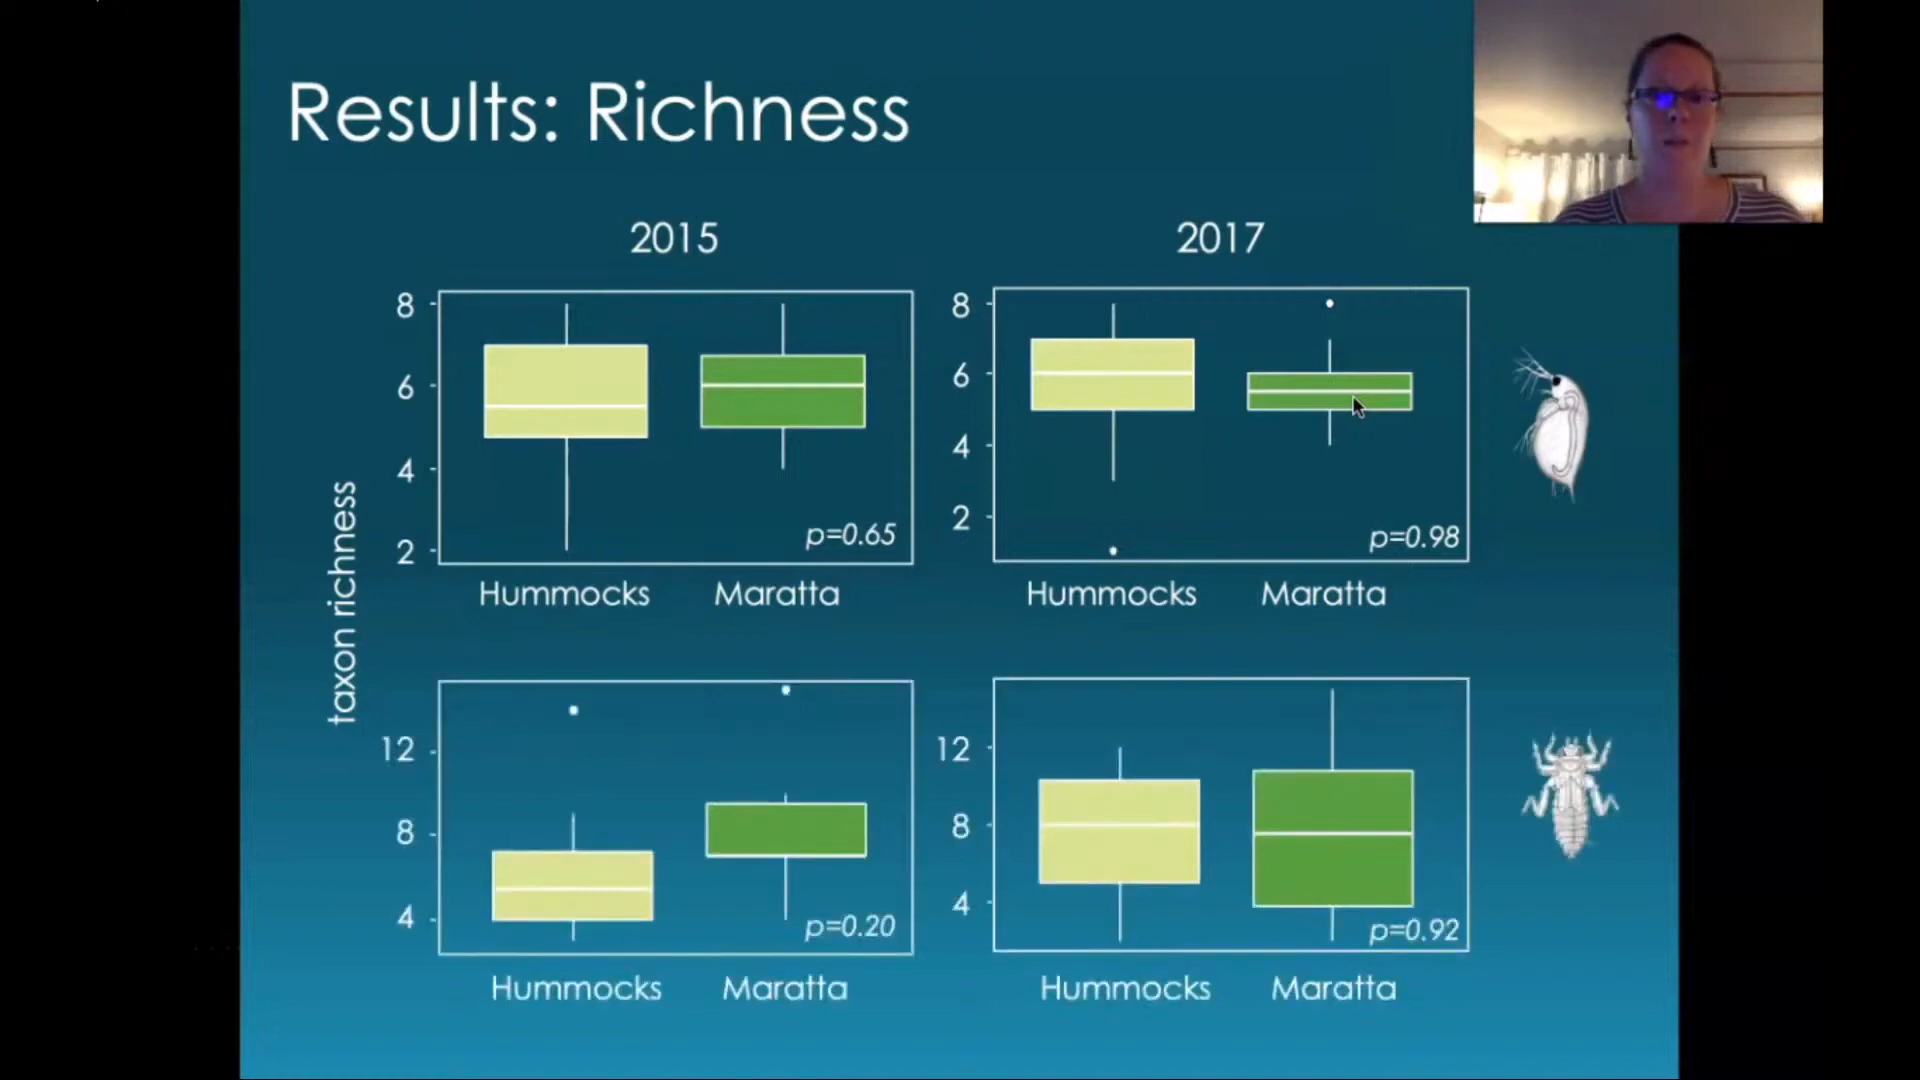 Results: Richness
2015
2017
taxon richness
8
6
4
2
p=0.65
Hummocks Maratta
8
6
4
2
p=0.98
Hummocks Maratta
12
8
4
p=0.20
Hummocks Maratta
12
8
4
p=0.92
Hummocks Maratta